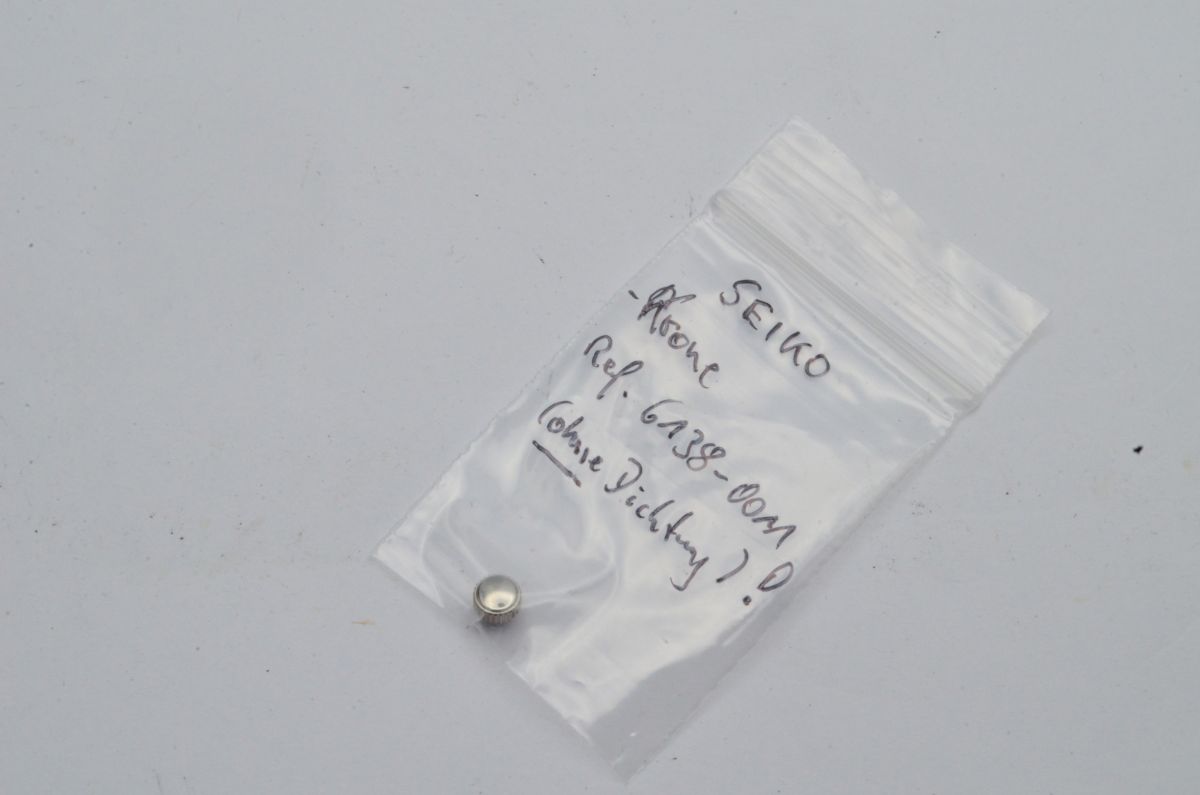 SEIKO
- Krone
Ref. 6138-0011
(ohne Dichtung)!